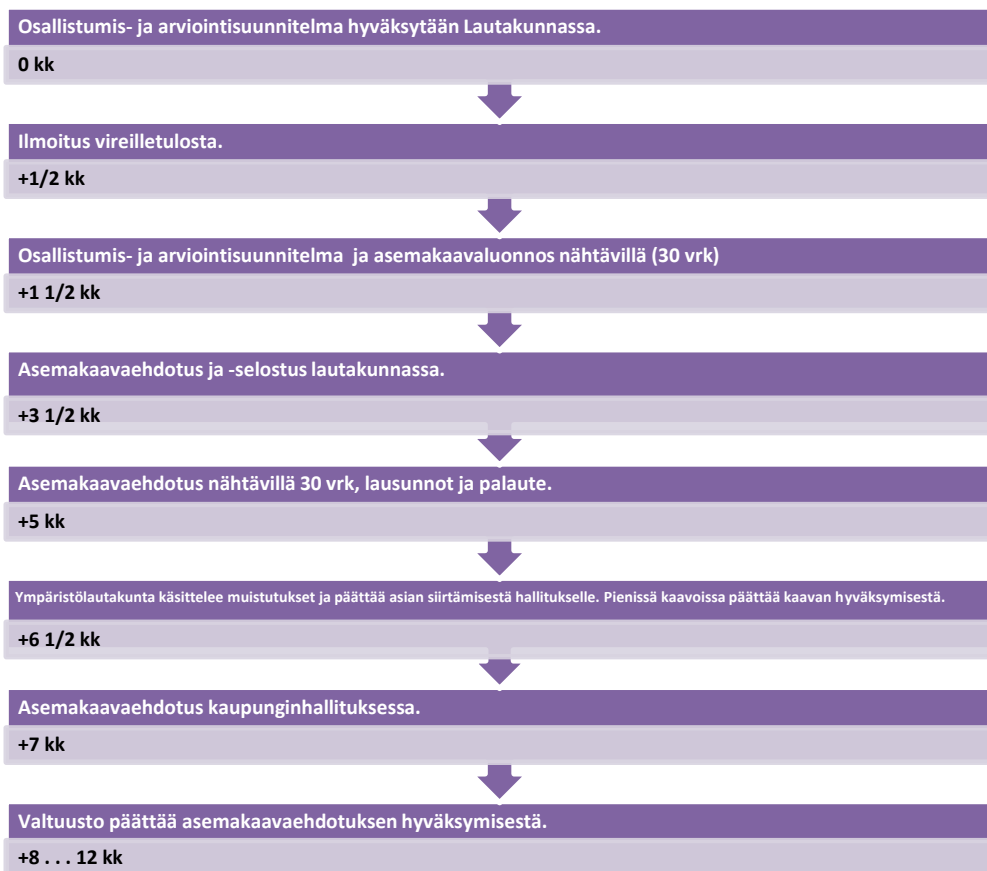 Osallistumis- ja arviointisuunnitelma hyväksytään Lautakunnassa.
0 kk
Ilmoitus vireilletulosta.
+1/2 kk
Osallistumis- ja arviointisuunnitelma ja asemakaavaluonnos nähtävillä (30 vrk)
+1 1/2 kk
Asemakaavaehdotus ja -selostus lautakunnassa.
+3 1/2 kk
Asemakaavaehdotus nähtävillä 30 vrk, lausunnot ja palaute.
+5 kk
Ympäristölautakunta käsittelee muistutukset ja päättää asian siirtämisestä hallitukselle. Pienissä kaavoissa päättää kaavan hyväksymisestä.
+6 1/2 kk
Asemakaavaehdotus kaupunginhallituksessa.
+7 kk
Valtuusto päättää asemakaavaehdotuksen hyväksymisestä.
+8 . . . 12 kk